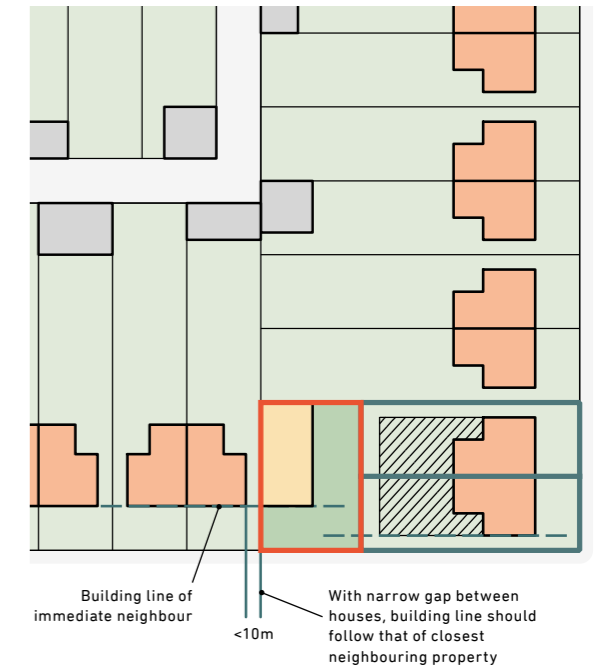 Building line of
immediate neighbour
<10m
With narrow gap between
houses, building line should
follow that of closest
neighbouring property